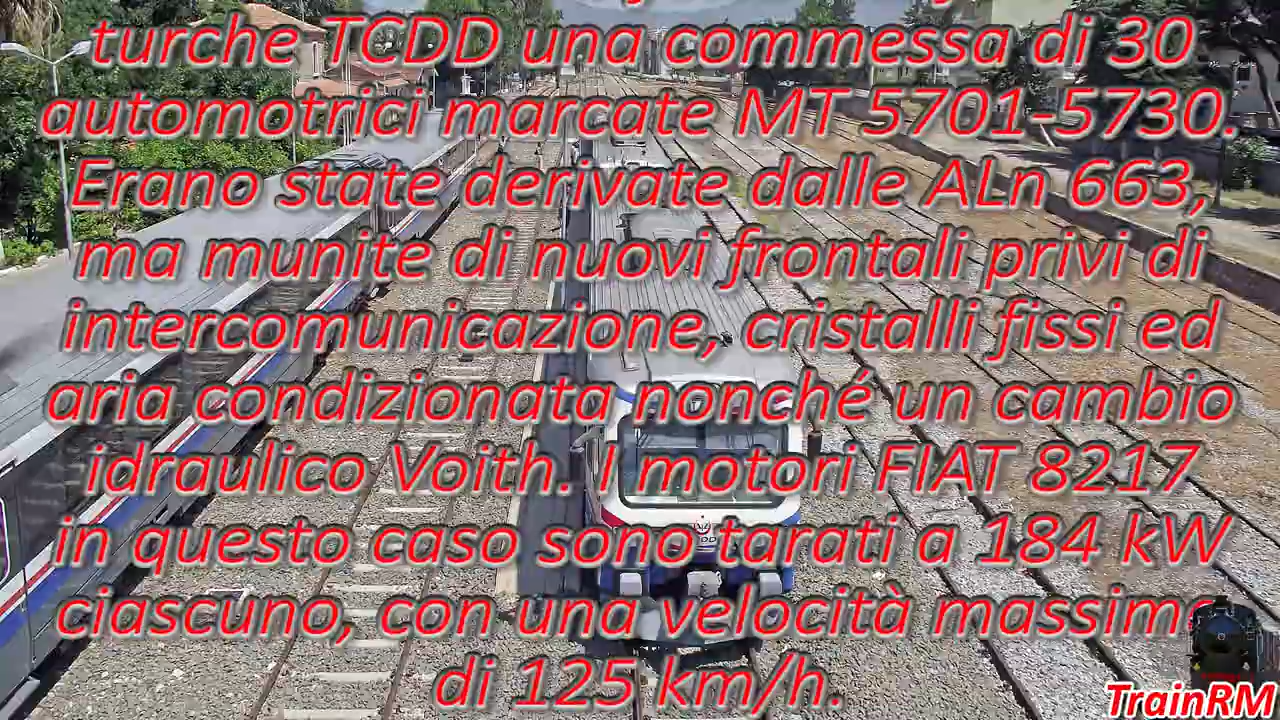 turche TCDD una commessa di 30
automotrici marcate MT 5701-5730.
Erano state derivate dalle ALn 663,
ma munite di nuovi frontali privi di
intercomunicazione, cristalli fissi ed
aria condizionata nonché un cambio
idraulico Voith. I motori FIAT 8217
in questo caso sono tarati a 184 kW
ciascuno, con una velocità massima
di 125 km/h.
TrainRM